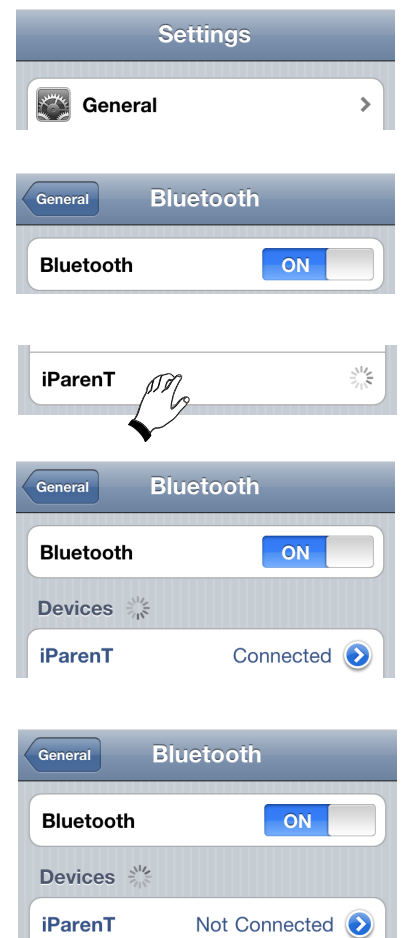 Settings
General
General Bluetooth
Bluetooth ON
iParenT
General Bluetooth
Bluetooth ON
Devices
iParenT Connected
General Bluetooth
Bluetooth ON
Devices
iParenT Not Connected